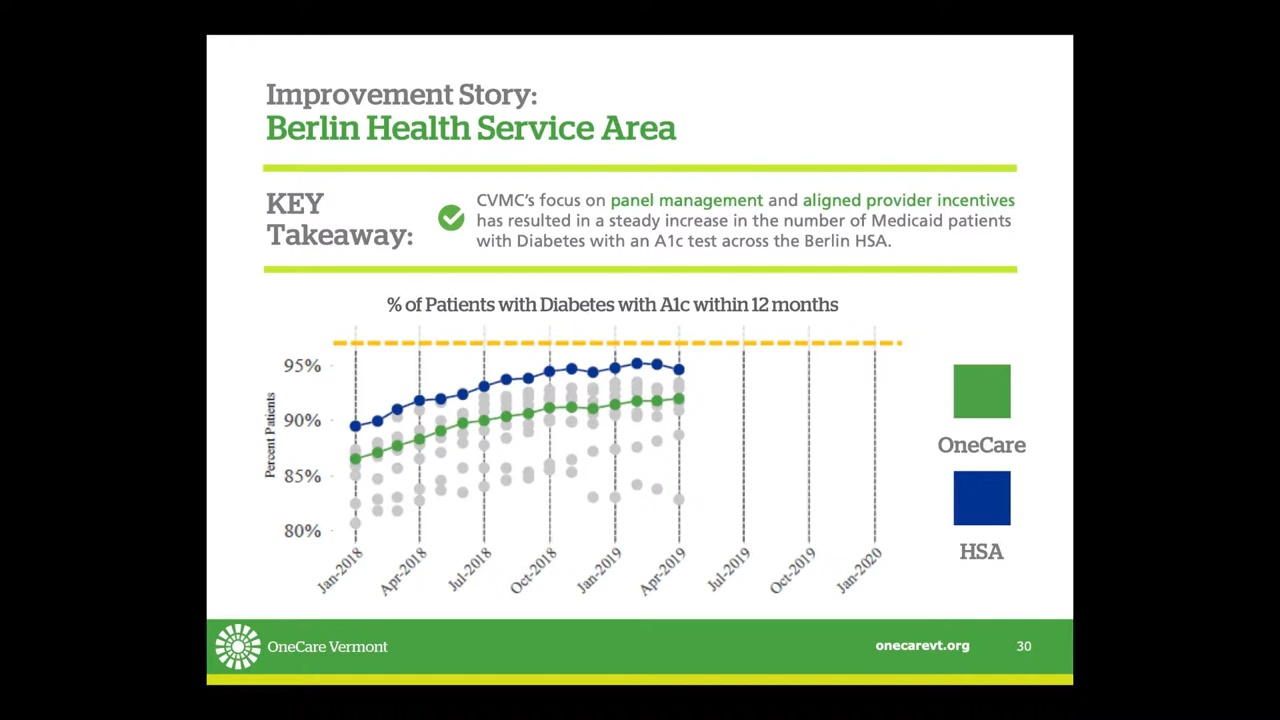 Improvement Story:
Berlin Health Service Area
KEY
Takeaway:
CVMC's focus on panel management and aligned provider incentives
has resulted in a steady increase in the number of Medicaid patients
with Diabetes with an A1c test across the Berlin HSA.
% of Patients with Diabetes with A1c within 12 months
Percent Patients
95%
90%
85%
80%
Jan-2018
Apr-2018
Jul-2018
Oct-2018
Jan-2019
Apr-2019
Jul-2019
Oct-2019
Jan-2020
OneCare
HSA
OneCare Vermont
onecarevt.org
30